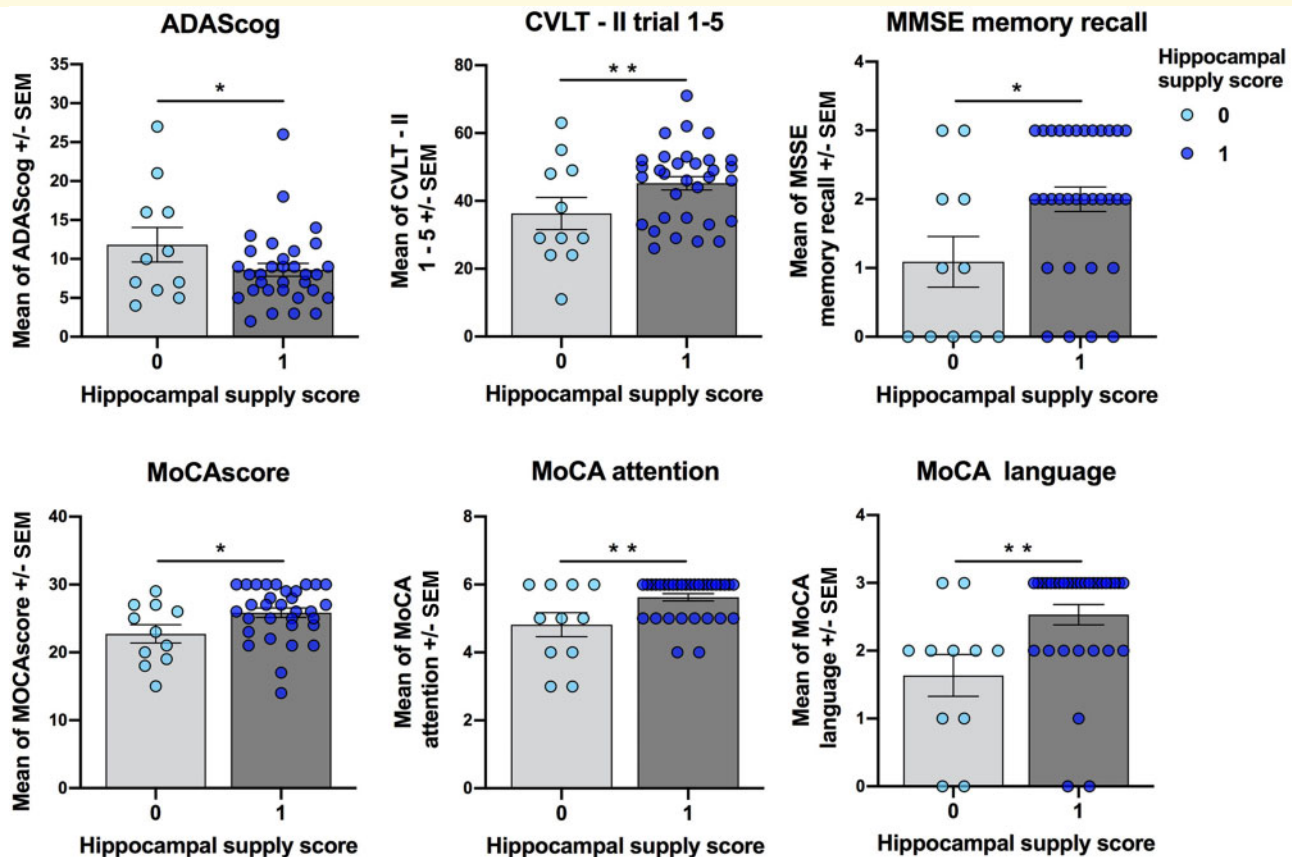 ADAScog
Mean of ADAScog +/- SEM
35
30
25
20
15
10
5
0
*
0 1
Hippocampal supply score
CVLT - II trial 1-5
Mean of CVLT - II
1 - 5 +/- SEM
80
60
40
20
0
* *
0 1
Hippocampal supply score
MMSE memory recall
Mean of MSSE
memory recall +/- SEM
4
3
2
1
0
*
0 1
Hippocampal supply score
Hippocampal
supply score
0
1
MoCAscore
Mean of MOCAscore +/- SEM
40
30
20
10
0
*
0 1
Hippocampal supply score
MoCA attention
Mean of MoCA
attention +/- SEM
8
6
4
2
0
* *
0 1
Hippocampal supply score
MoCA language
Mean of MoCA
language +/- SEM
4
3
2
1
0
* *
0 1
Hippocampal supply score